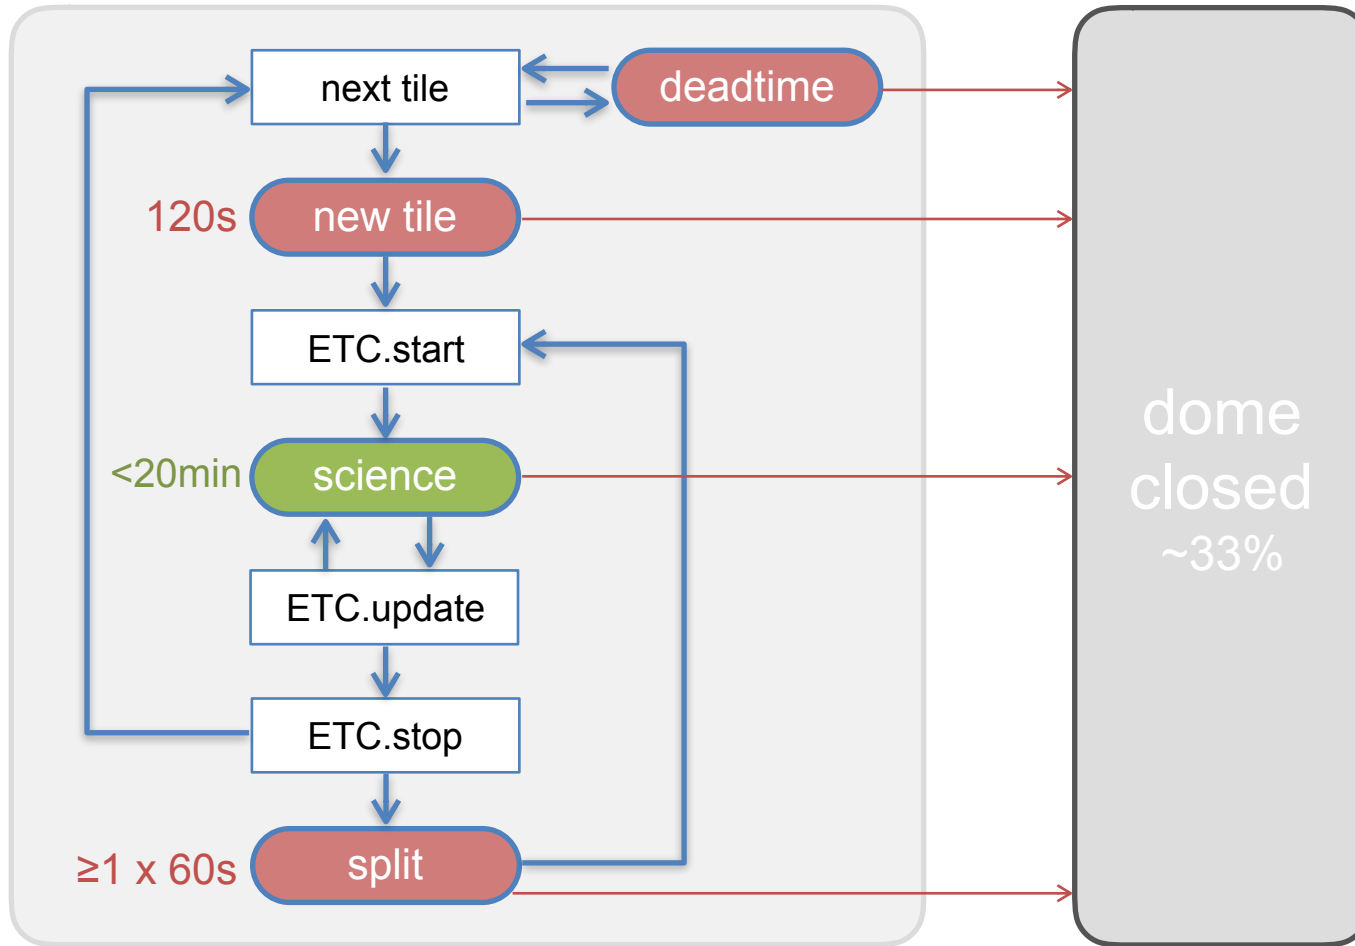 next tile
deadtime
120s
new tile
ETC.start
<20min
science
ETC.update
ETC.stop
≥1 x 60s
split
dome
closed
~33%